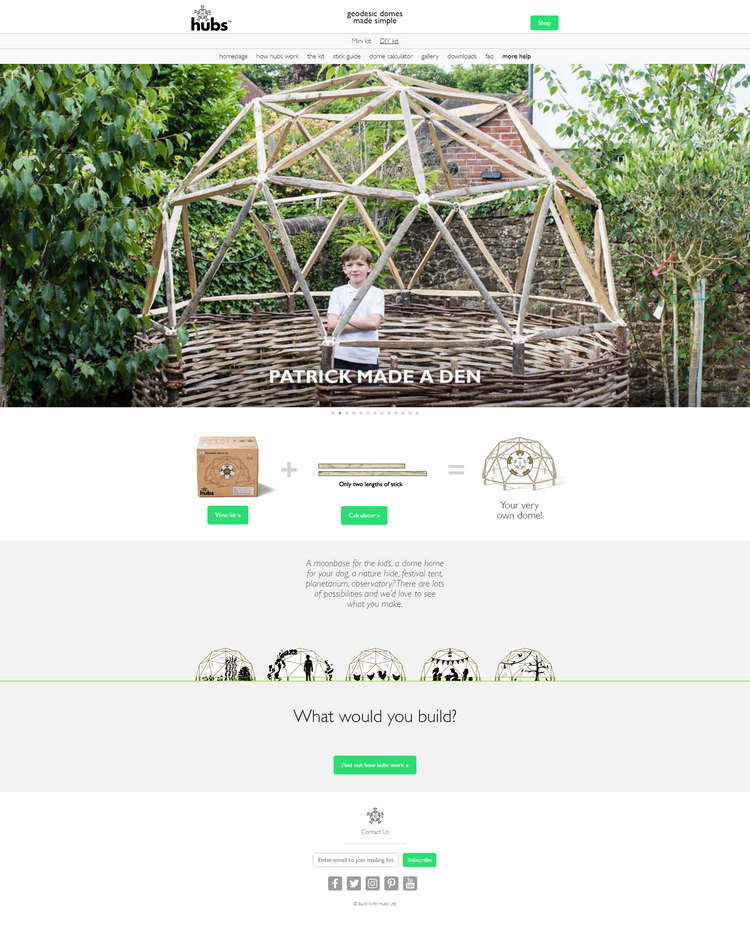 hubs™
geodesic domes
made simple
Shop
Mini kit DIY kit
homepage how hubs work the kit stick guide dome calculator gallery downloads faq more help
PATRICK MADE A DEN
hubs
Only two lengths of stick
View kit »
Calculator »
Your very
own dome!
A moonbase for the kids, a dome home
for your dog, a nature hide, festival tent,
planetarium, observatory? There are lots
of possibilities and we'd love to see
what you make.
What would you build?
Find out how hubs work »
Contact Us
Enter email to join mailing list Subscribe
You
Tube
© Build With Hubs Ltd